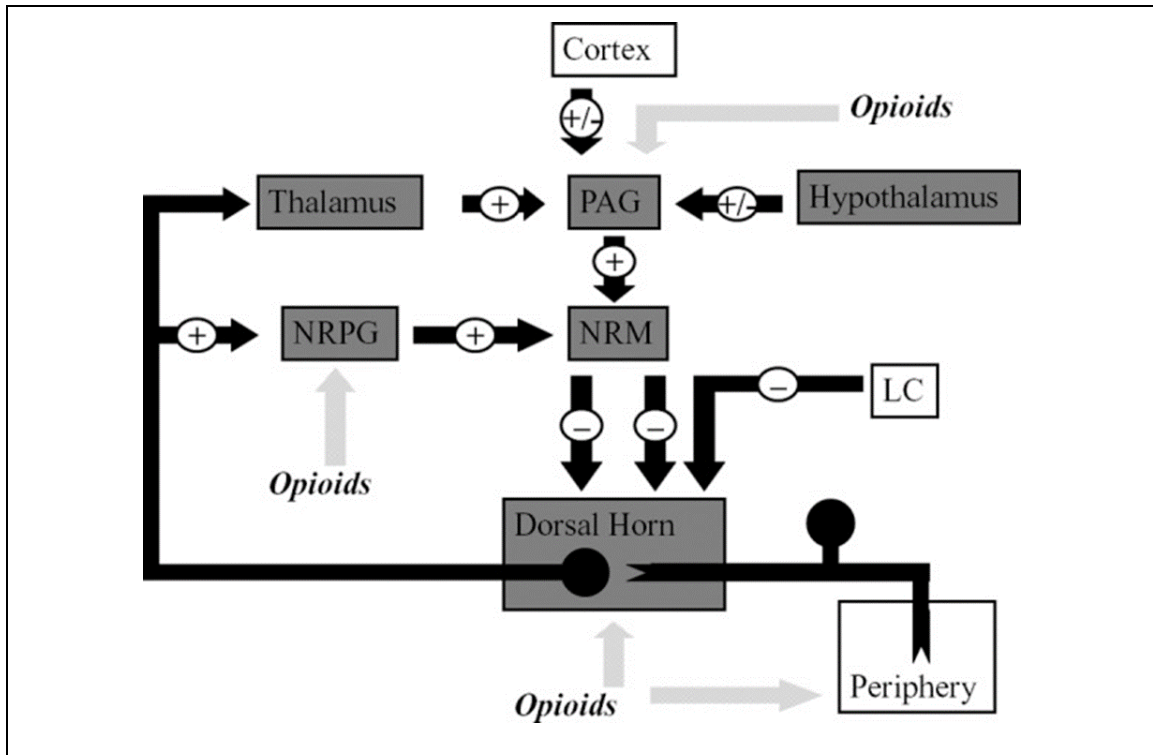 Cortex
+/-
Opioids
Thalamus
+
PAG
+/-
Hypothalamus
+
+
NRPG
+
NRM
LC
–
–
–
Opioids
Dorsal Horn
Opioids
Periphery